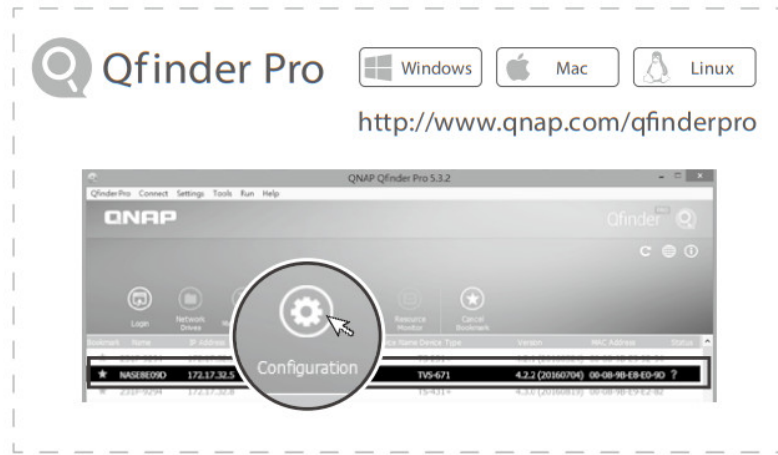 Qfinder Pro
Windows
Mac
Linux
http://www.qnap.com/qfinderpro
QNAP Qfinder Pro 5.3.2
QfinderPro Connect Settings Tools Run Help
QNAP
Qfinder PRO
Login
Network Drives
Configuration
Resource Monitor
Cancel Bookmark
Bookmark Name IP Address Device Type Version MAC Address Status
NASE8E09D 172.17.32.5 TVS-671 4.2.2 (20160704) 00-08-9B-E8-E0-9D ?